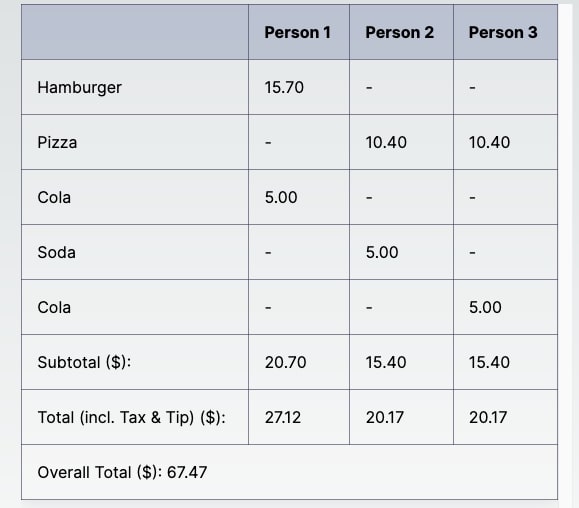 Person 1 Person 2 Person 3
Hamburger 15.70 - -
Pizza - 10.40 10.40
Cola 5.00 - -
Soda - 5.00 -
Cola - - 5.00
Subtotal ($): 20.70 15.40 15.40
Total (incl. Tax & Tip) ($): 27.12 20.17 20.17
Overall Total ($): 67.47